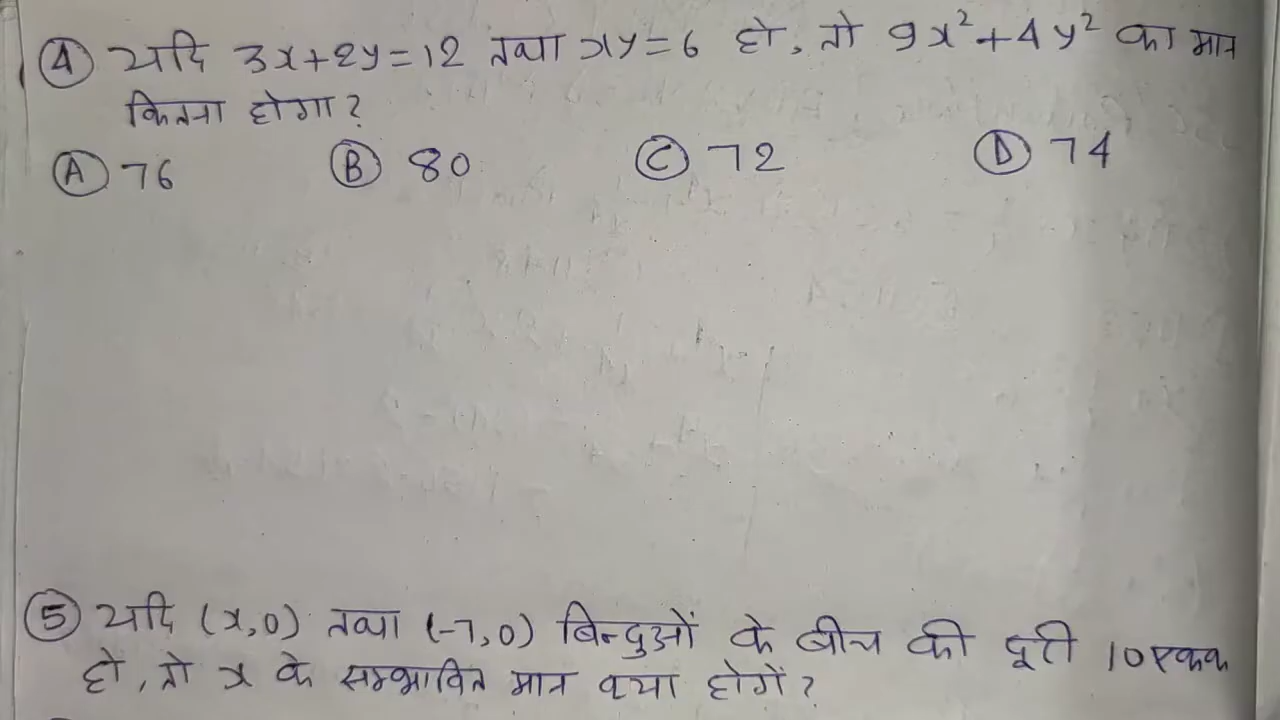 ④ यदि 3x+2y=12 तथा xy=6 हो, तो 9x²+4y² का मान
कितना होगा?
Ⓐ 76 Ⓑ 80 Ⓒ 72 Ⓓ 74
⑤ यदि (x,0) तथा (-7,0) बिन्दुओं के बीच की दूरी 10 एकक
हो, तो x के सम्भावित मान क्या होगें?